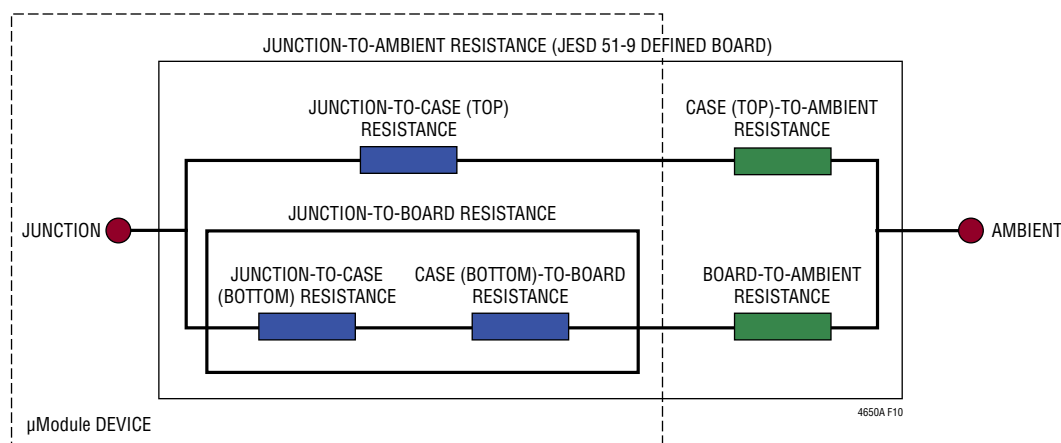 JUNCTION-TO-AMBIENT RESISTANCE (JESD 51-9 DEFINED BOARD)
JUNCTION-TO-CASE (TOP)
RESISTANCE
CASE (TOP)-TO-AMBIENT
RESISTANCE
JUNCTION
JUNCTION-TO-BOARD RESISTANCE
AMBIENT
JUNCTION-TO-CASE
(BOTTOM) RESISTANCE
CASE (BOTTOM)-TO-BOARD
RESISTANCE
BOARD-TO-AMBIENT
RESISTANCE
4650A F10
µModule DEVICE